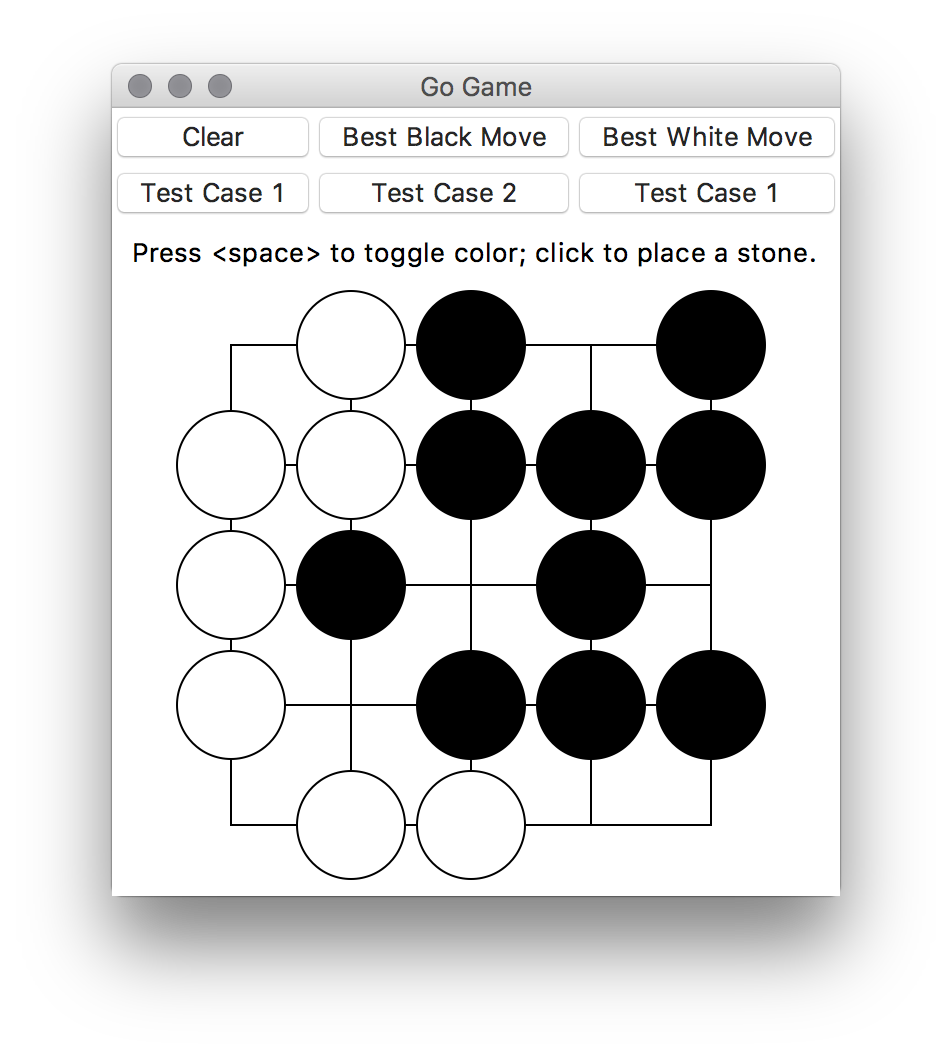 Go Game
Clear Best Black Move Best White Move
Test Case 1 Test Case 2 Test Case 1
Press <space> to toggle color; click to place a stone.